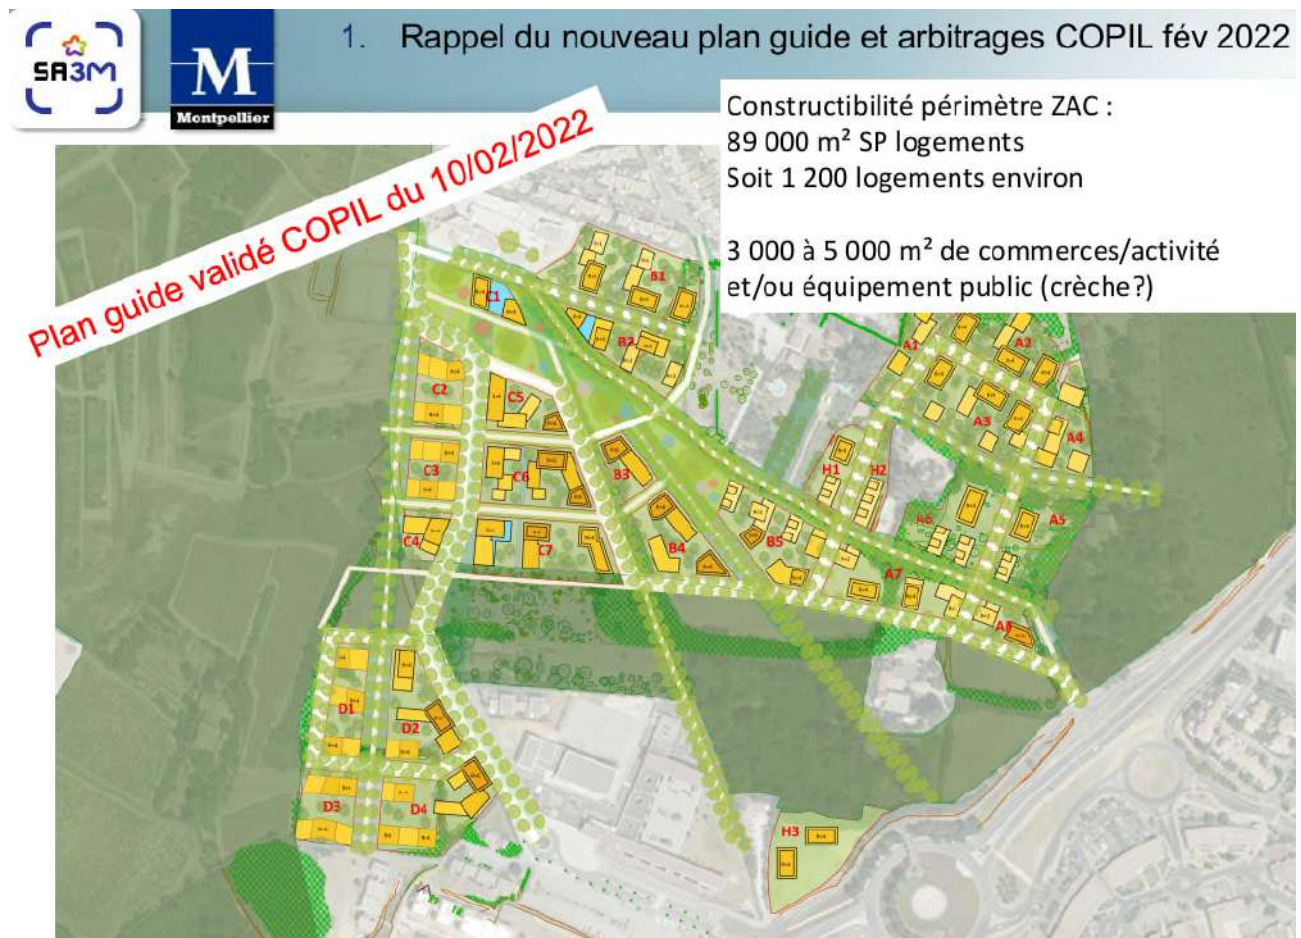 SA3M
M
Montpellier
1. Rappel du nouveau plan guide et arbitrages COPIL fév 2022
Constructibilité périmètre ZAC :
89 000 m² SP logements
Soit 1 200 logements environ
3 000 à 5 000 m² de commerces/activité
et/ou équipement public (crèche?)
Plan guide validé COPIL du 10/02/2022
B1
C1
B2
A1
A2
C2
C5
A3
A4
C3
C6
B3
H1
H2
C4
C7
B4
B5
A6
A5
A7
A8
D1
D2
D3
D4
H3